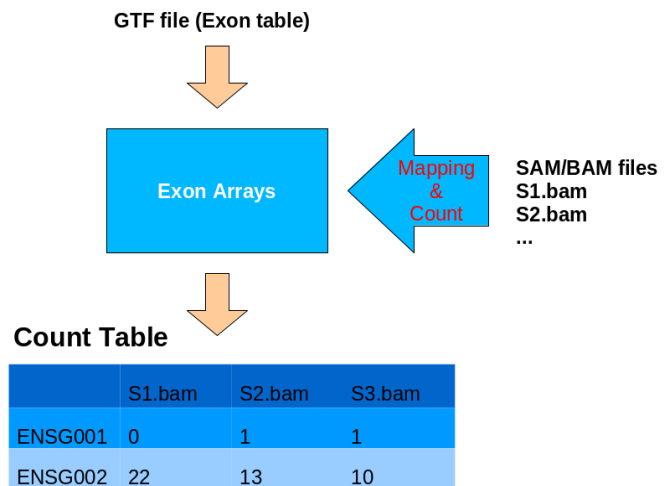 GTF file (Exon table)
Exon Arrays
Mapping
&
Count
SAM/BAM files
S1.bam
S2.bam
...
Count Table
S1.bam S2.bam S3.bam
ENSG001 0 1 1
ENSG002 22 13 10